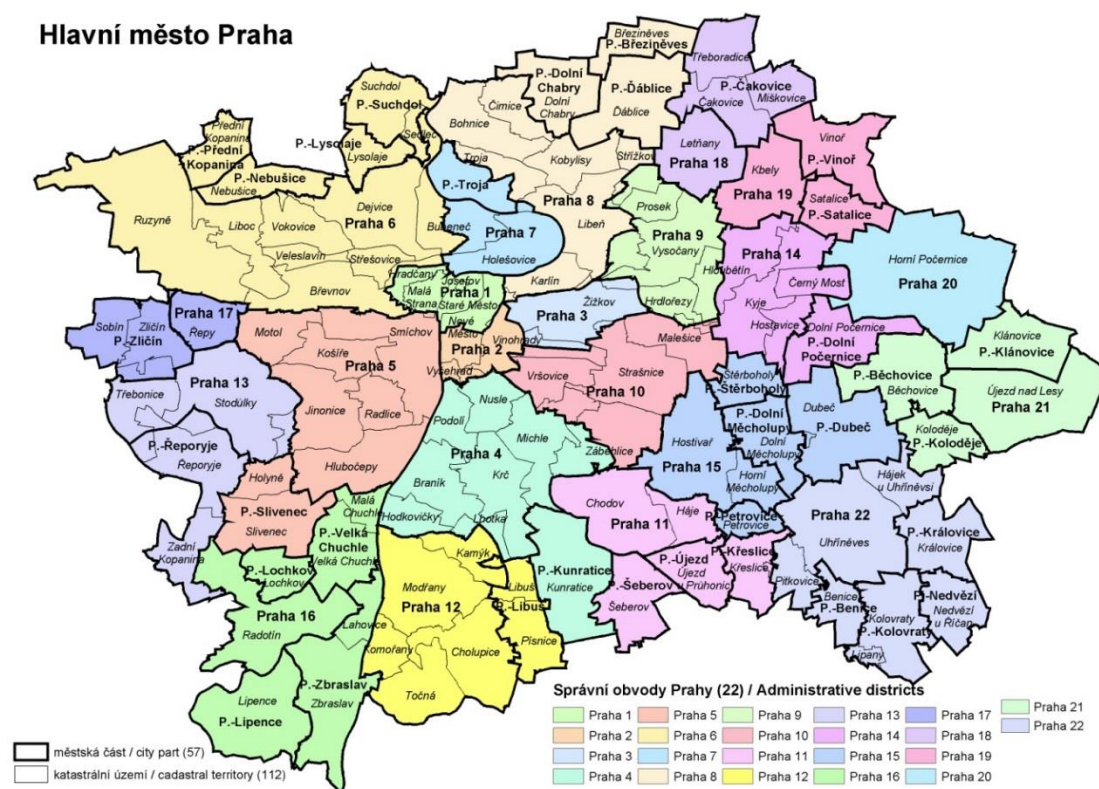 Hlavní město Praha
Březiněves
P.-Březiněves
Třeboradice
P.-Dolní
Chabry
Dolní
Chabry
P.-Ďáblice
Ďáblice
P.-Čakovice
Čakovice
Miškovice
Suchdol
P.-Suchdol
Sedlec
Čimice
Bohnice
Přední
Kopanina
P.-Přední
Kopanina
P.-Lysolaje
Lysolaje
P.-Nebušice
Nebušice
Troja
P.-Troja
Kobylisy
Střížkov
Letňany
Praha 18
Vinoř
P.-Vinoř
Kbely
Praha 19
Satalice
P.-Satalice
Ruzyně
Liboc
Vokovice
Dejvice
Praha 6
Veleslavín
Střešovice
Břevnov
Bubeneč
Praha 7
Holešovice
Praha 8
Libeň
Karlín
Prosek
Praha 9
Vysočany
Hrdlořezy
Hloubětín
Praha 14
Černý Most
Kyje
Hostavice
Horní Počernice
Praha 20
Hradčany
Josefov
Malá
Strana
Praha 1
Staré Město
Nové
Město
Žižkov
Praha 3
Vinohrady
Praha 2
Vyšehrad
Dolní Počernice
P.-Dolní
Počernice
Klánovice
P.-Klánovice
P.-Běchovice
Běchovice
Újezd nad Lesy
Praha 21
Koloděje
P.-Koloděje
Sobín
Zličín
P.-Zličín
Praha 17
Řepy
Motol
Smíchov
Košíře
Praha 5
Jinonice
Radlice
Hlubočepy
Praha 13
Třebonice
Stodůlky
P.-Řeporyje
Řeporyje
Zadní
Kopanina
Holyně
P.-Slivenec
Slivenec
Malešice
Strašnice
Vršovice
Praha 10
Záběhlice
Štěrboholy
P.-Štěrboholy
P.-Dolní
Měcholupy
Dolní
Měcholupy
Dubeč
P.-Dubeč
Hostivař
Praha 15
Horní
Měcholupy
P.-Petrovice
Petrovice
Nusle
Podolí
Michle
Praha 4
Krč
Braník
Hodkovičky
Lhotka
Chodov
Háje
Praha 11
Hájek
u Uhříněvsi
Praha 22
Uhříněves
P.-Královice
Královice
Malá
Chuchle
P.-Velká
Chuchle
Velká Chuchle
P.-Lochkov
Lochkov
Praha 16
Radotín
Lahovice
Lipence
P.-Lipence
P.-Zbraslav
Zbraslav
Kamýk
Modřany
Praha 12
Komořany
Cholupice
Točná
Libuš
P.-Libuš
Písnice
P.-Kunratice
Kunratice
P.-Šeberov
Šeberov
P.-Újezd
Újezd
u Průhonic
P.-Křeslice
Křeslice
Pitkovice
Benice
P.-Benice
Kolovraty
P.-Kolovraty
Lipany
P.-Nedvězí
Nedvězí
u Říčan
Správní obvody Prahy (22) / Administrative districts
Praha 1
Praha 2
Praha 3
Praha 4
Praha 5
Praha 6
Praha 7
Praha 8
Praha 9
Praha 10
Praha 11
Praha 12
Praha 13
Praha 14
Praha 15
Praha 16
Praha 17
Praha 18
Praha 19
Praha 20
Praha 21
Praha 22
městská část / city part (57)
katastrální území / cadastral territory (112)